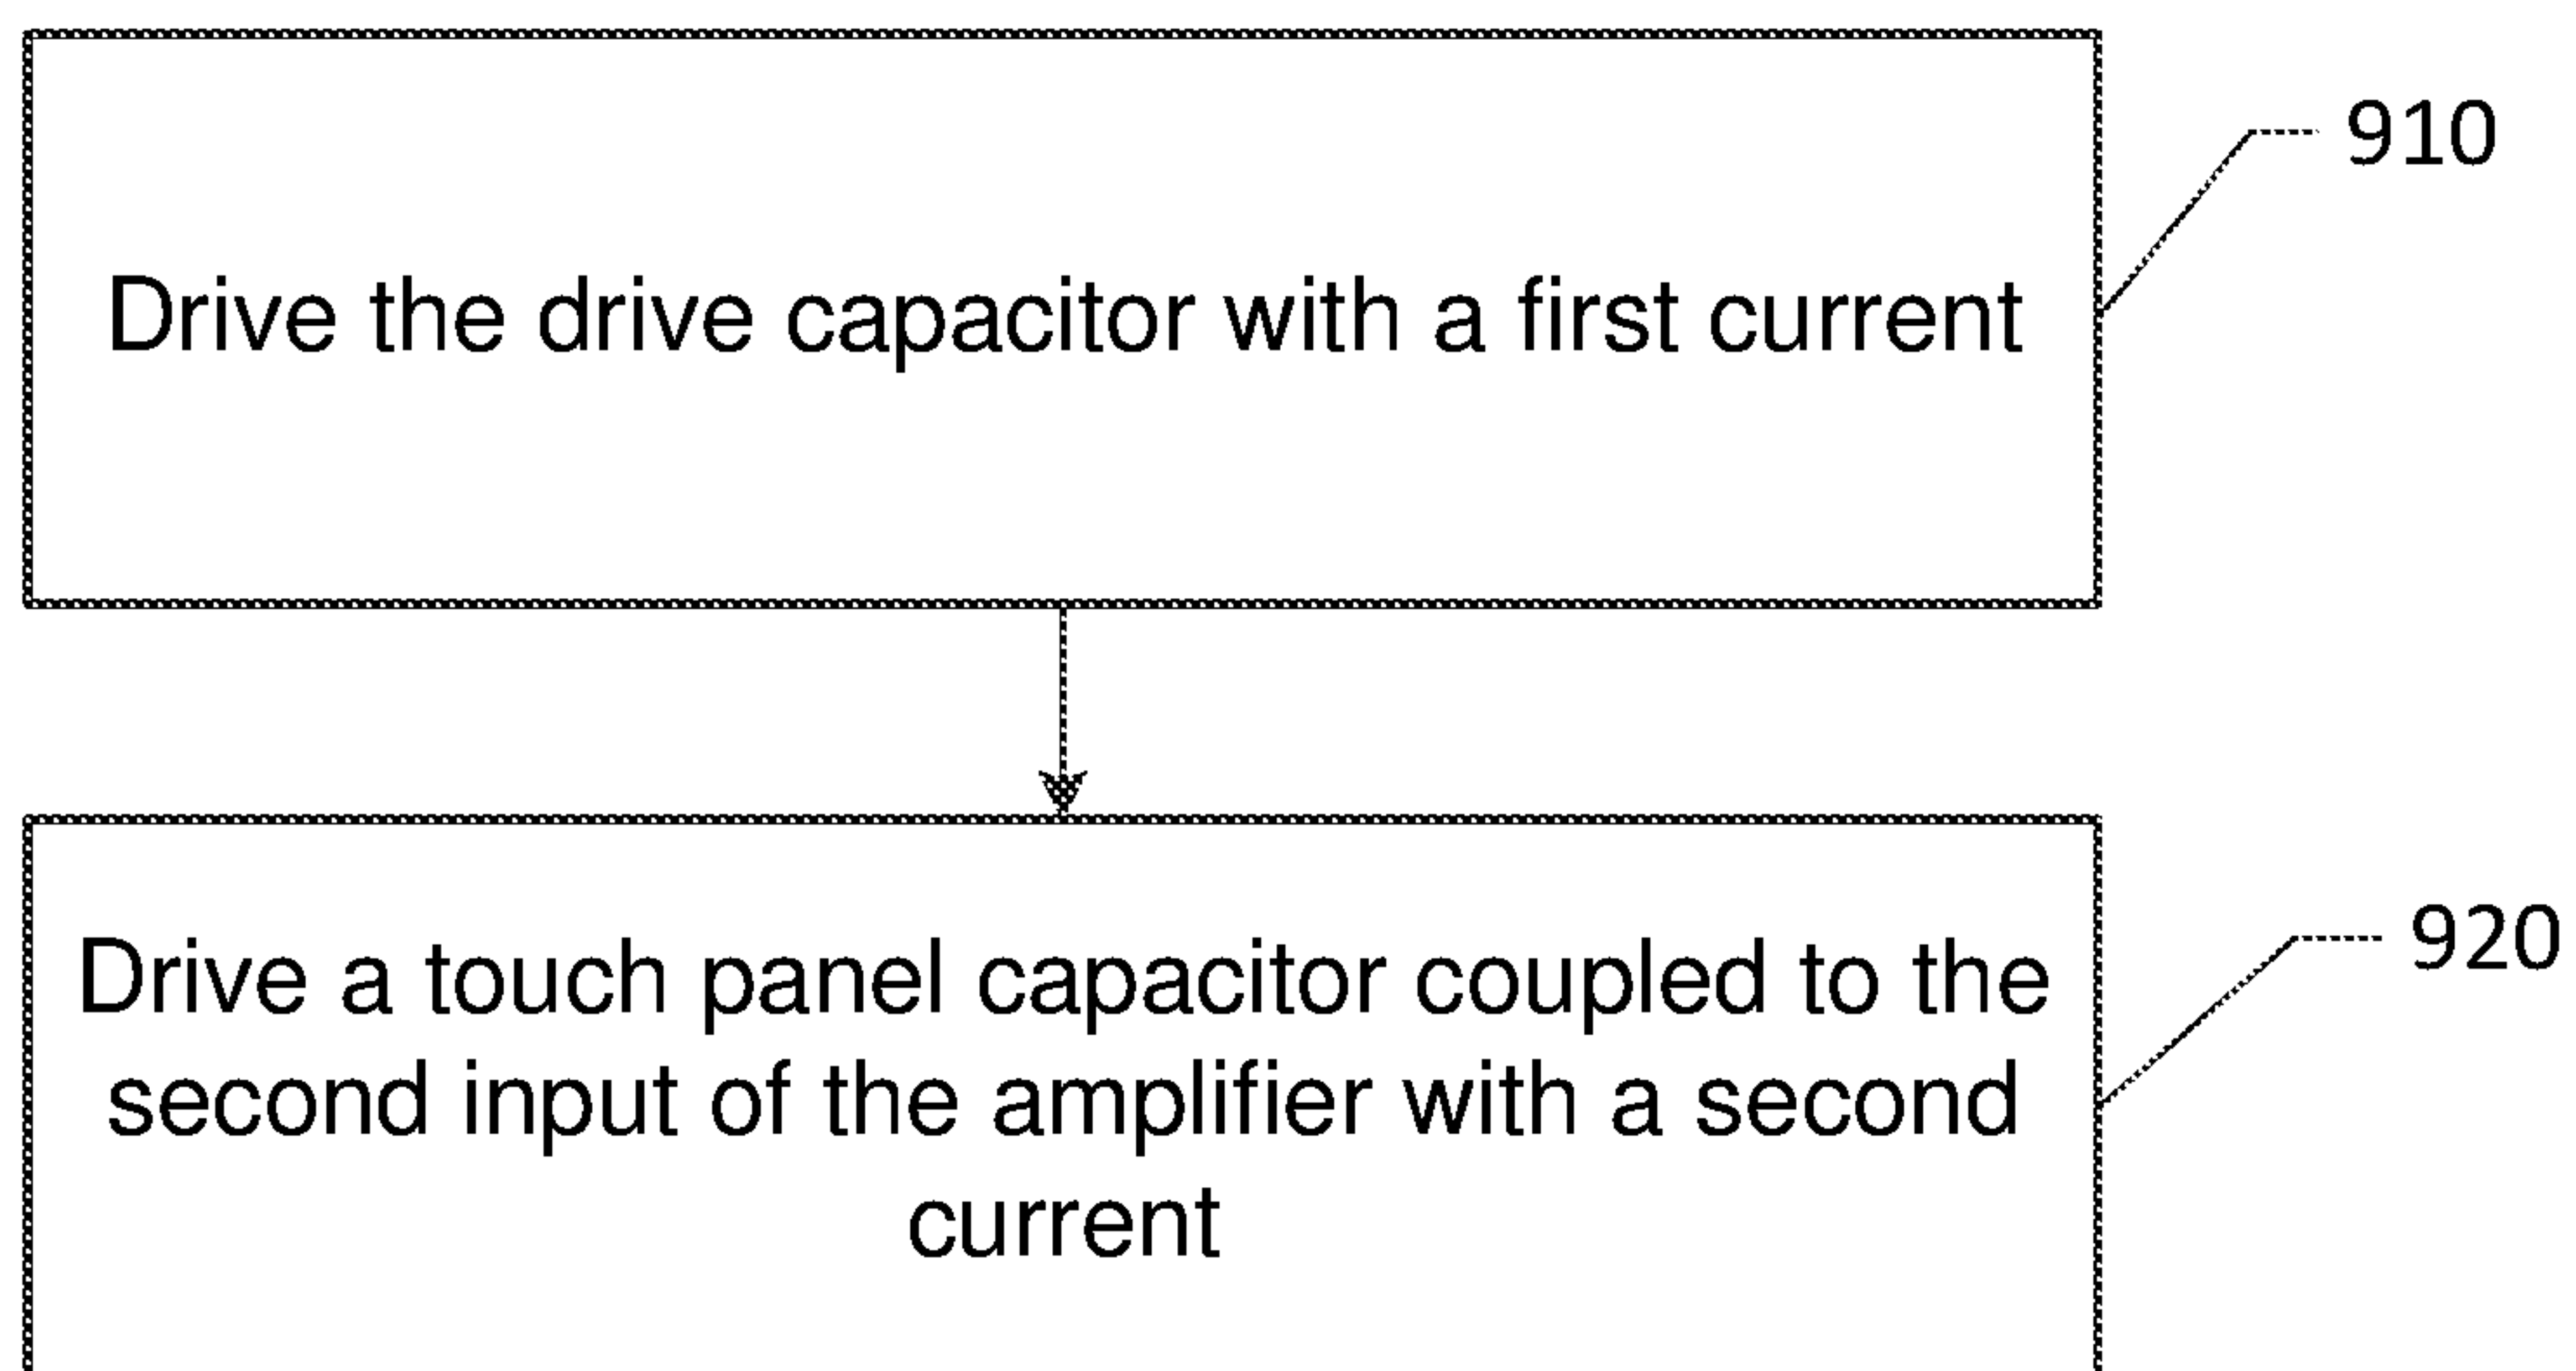 910
Drive the drive capacitor with a first current
920
Drive a touch panel capacitor coupled to the
second input of the amplifier with a second
current